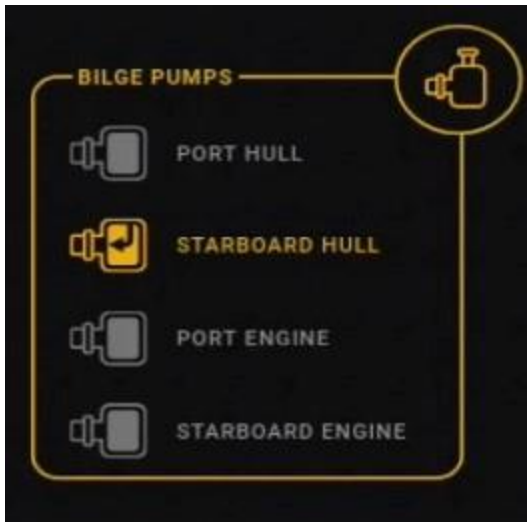 BILGE PUMPS
PORT HULL
STARBOARD HULL
PORT ENGINE
STARBOARD ENGINE